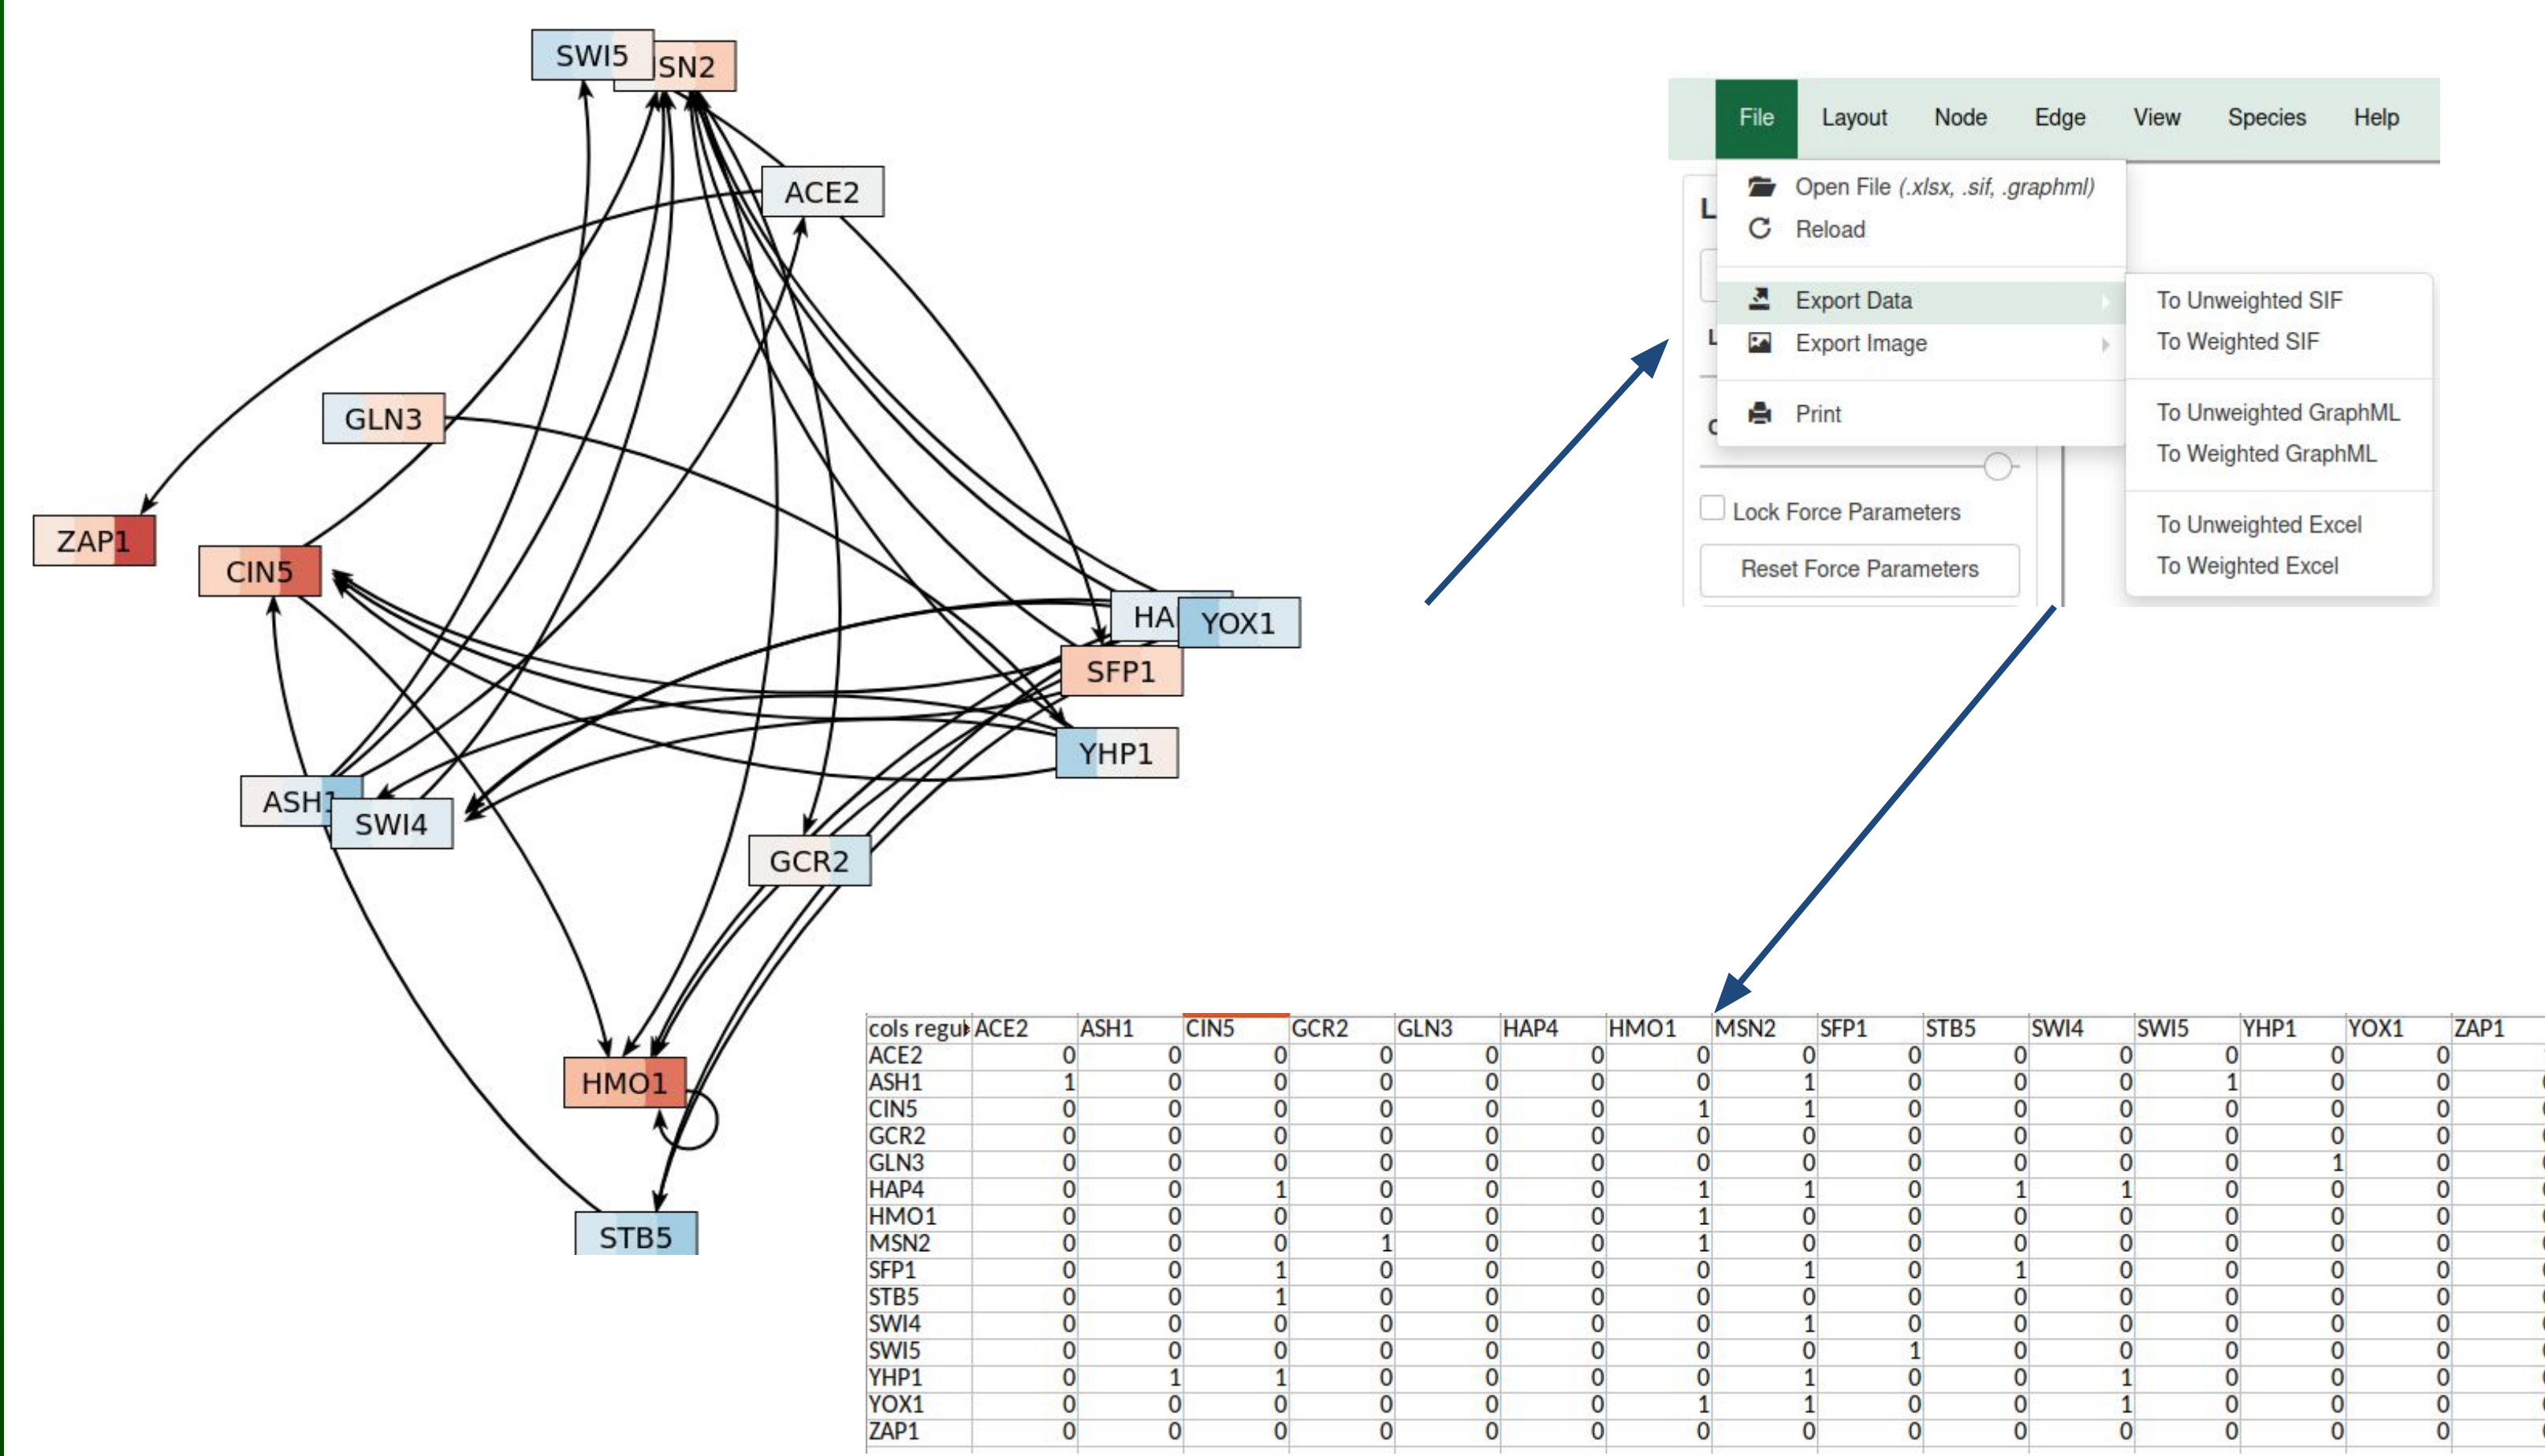 SWI5
SN2
ACE2
GLN3
ZAP1
CIN5
HA
YOX1
SFP1
YHP1
ASH1
SWI4
GCR2
HMO1
STB5
File Layout Node Edge View Species Help
Open File (.xlsx, .sif, .graphml)
Reload
Export Data
Export Image
Print
To Unweighted SIF
To Weighted SIF
To Unweighted GraphML
To Weighted GraphML
To Unweighted Excel
To Weighted Excel
Lock Force Parameters
Reset Force Parameters
cols regul ACE2 ASH1 CIN5 GCR2 GLN3 HAP4 HMO1 MSN2 SFP1 STB5 SWI4 SWI5 YHP1 YOX1 ZAP1
ACE2 0 0 0 0 0 0 0 0 0 0 0 0 0 0
ASH1 1 0 0 0 0 0 0 1 0 0 0 1 0 0
CIN5 0 0 0 0 0 0 1 1 0 0 0 0 0 0
GCR2 0 0 0 0 0 0 0 0 0 0 0 0 0 0
GLN3 0 0 0 0 0 0 0 0 0 0 0 0 1 0
HAP4 0 0 1 0 0 0 1 1 0 1 1 0 0 0
HMO1 0 0 0 0 0 0 1 0 0 0 0 0 0 0
MSN2 0 0 0 1 0 0 1 0 0 0 0 0 0 0
SFP1 0 0 1 0 0 0 0 1 0 1 0 0 0 0
STB5 0 0 1 0 0 0 0 0 0 0 0 0 0 0
SWI4 0 0 0 0 0 0 0 1 0 0 0 0 0 0
SWI5 0 0 0 0 0 0 0 0 1 0 0 0 0 0
YHP1 0 1 1 0 0 0 0 1 0 0 1 0 0 0
YOX1 0 0 0 0 0 0 1 1 0 0 1 0 0 0
ZAP1 0 0 0 0 0 0 0 0 0 0 0 0 0 0